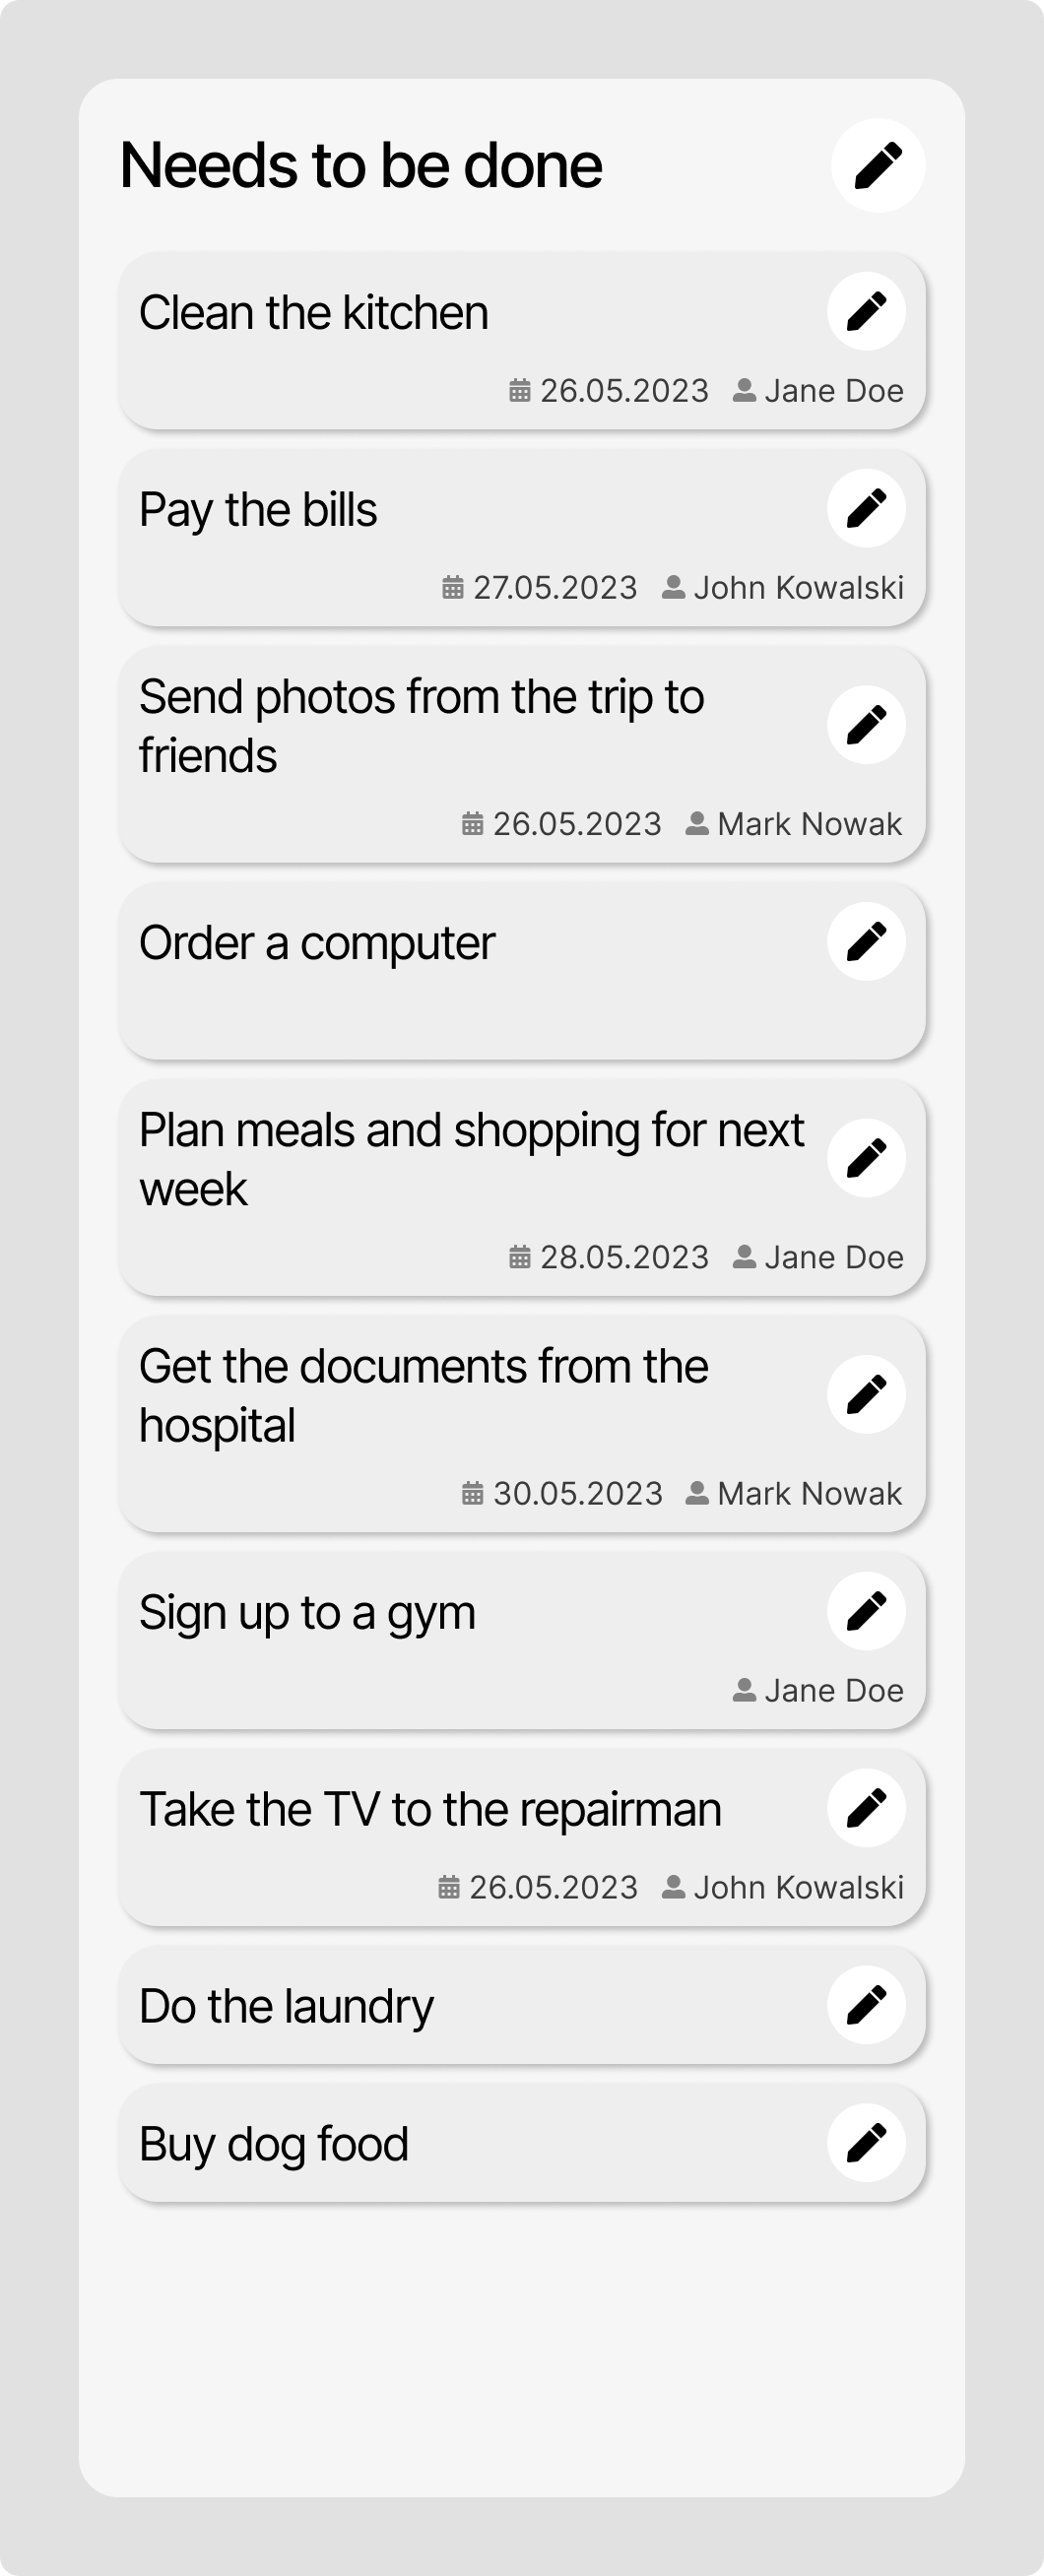 Needs to be done
Clean the kitchen
26.05.2023 Jane Doe
Pay the bills
27.05.2023 John Kowalski
Send photos from the trip to
friends
26.05.2023 Mark Nowak
Order a computer
Plan meals and shopping for next
week
28.05.2023 Jane Doe
Get the documents from the
hospital
30.05.2023 Mark Nowak
Sign up to a gym
Jane Doe
Take the TV to the repairman
26.05.2023 John Kowalski
Do the laundry
Buy dog food